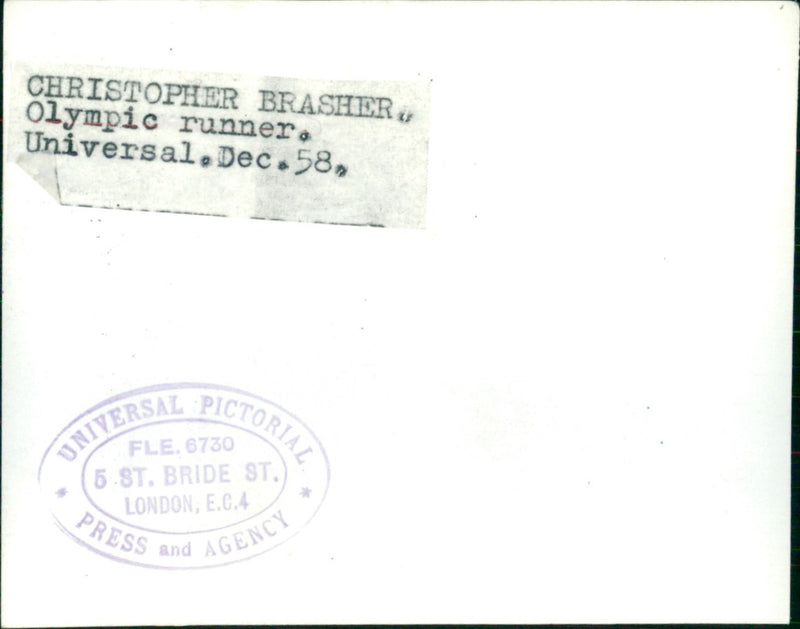 CHRISTOPHER BRASHER.
Olympic runner.
Universal.Dec.58.
UNIVERSAL PICTORIAL
FLE. 6730
5 ST. BRIDE ST.
LONDON, E.C.4
* PRESS and AGENCY *